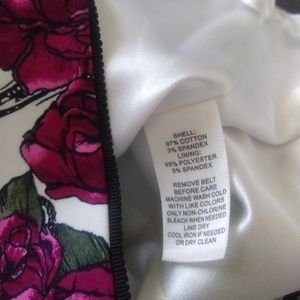 SHELL:
97% COTTON
3% SPANDEX
LINING:
95% POLYESTER
5% SPANDEX
REMOVE BELT
BEFORE CARE
MACHINE WASH COLD
WITH LIKE COLORS
ONLY NON-CHLORINE
BLEACH WHEN NEEDED
LINE DRY
COOL IRON IF NEEDED
OR DRY CLEAN